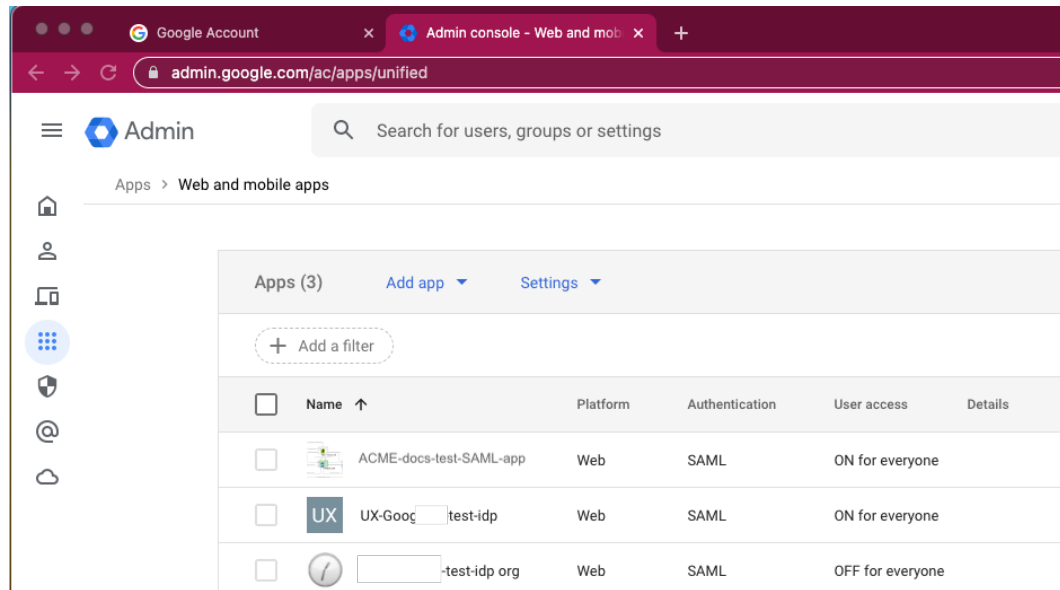 Google Account
Admin console - Web and mob
admin.google.com/ac/apps/unified
Admin
Search for users, groups or settings
Apps > Web and mobile apps
Apps (3) Add app Settings
Add a filter
Name Platform Authentication User access Details
ACME-docs-test-SAML-app Web SAML ON for everyone
UX UX-Goog test-idp Web SAML ON for everyone
-test-idp org Web SAML OFF for everyone